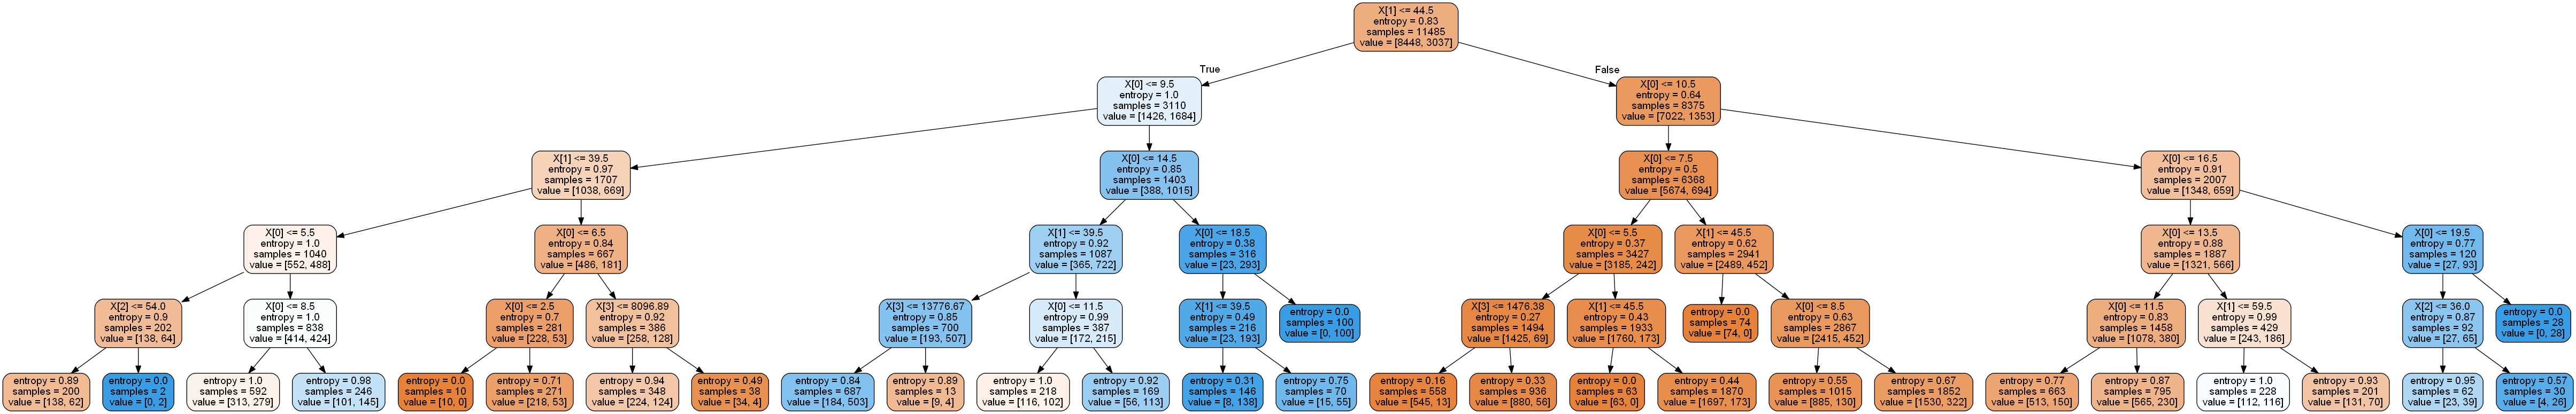 X[1] <= 44.5
entropy = 0.83
samples = 11485
value = [8448, 3037]
True
False
X[0] <= 9.5
entropy = 1.0
samples = 3110
value = [1426, 1684]
X[0] <= 10.5
entropy = 0.64
samples = 8375
value = [7022, 1353]
X[1] <= 39.5
entropy = 0.97
samples = 1707
value = [1038, 669]
X[0] <= 14.5
entropy = 0.85
samples = 1403
value = [388, 1015]
X[0] <= 7.5
entropy = 0.5
samples = 6368
value = [5674, 694]
X[0] <= 16.5
entropy = 0.91
samples = 2007
value = [1348, 659]
X[0] <= 5.5
entropy = 1.0
samples = 1040
value = [552, 488]
X[0] <= 6.5
entropy = 0.84
samples = 667
value = [486, 181]
X[1] <= 39.5
entropy = 0.92
samples = 1087
value = [365, 722]
X[0] <= 18.5
entropy = 0.38
samples = 316
value = [23, 293]
X[0] <= 5.5
entropy = 0.37
samples = 3427
value = [3185, 242]
X[1] <= 45.5
entropy = 0.62
samples = 2941
value = [2489, 452]
X[0] <= 13.5
entropy = 0.88
samples = 1887
value = [1321, 566]
X[0] <= 19.5
entropy = 0.77
samples = 120
value = [27, 93]
X[2] <= 54.0
entropy = 0.9
samples = 202
value = [138, 64]
X[0] <= 8.5
entropy = 1.0
samples = 838
value = [414, 424]
X[0] <= 2.5
entropy = 0.7
samples = 281
value = [228, 53]
X[3] <= 8096.89
entropy = 0.92
samples = 386
value = [258, 128]
X[3] <= 13776.67
entropy = 0.85
samples = 700
value = [193, 507]
X[0] <= 11.5
entropy = 0.99
samples = 387
value = [172, 215]
X[1] <= 39.5
entropy = 0.49
samples = 216
value = [23, 193]
entropy = 0.0
samples = 100
value = [0, 100]
X[3] <= 1476.38
entropy = 0.27
samples = 1494
value = [1425, 69]
X[1] <= 45.5
entropy = 0.43
samples = 1933
value = [1760, 173]
entropy = 0.0
samples = 74
value = [74, 0]
X[0] <= 8.5
entropy = 0.63
samples = 2867
value = [2415, 452]
X[0] <= 11.5
entropy = 0.83
samples = 1458
value = [1078, 380]
X[1] <= 59.5
entropy = 0.99
samples = 429
value = [243, 186]
X[2] <= 36.0
entropy = 0.87
samples = 92
value = [27, 65]
entropy = 0.0
samples = 28
value = [0, 28]
entropy = 0.89
samples = 200
value = [138, 62]
entropy = 0.0
samples = 2
value = [0, 2]
entropy = 1.0
samples = 592
value = [313, 279]
entropy = 0.98
samples = 246
value = [101, 145]
entropy = 0.0
samples = 10
value = [10, 0]
entropy = 0.71
samples = 271
value = [218, 53]
entropy = 0.94
samples = 348
value = [224, 124]
entropy = 0.49
samples = 38
value = [34, 4]
entropy = 0.84
samples = 687
value = [184, 503]
entropy = 0.89
samples = 13
value = [9, 4]
entropy = 1.0
samples = 218
value = [116, 102]
entropy = 0.92
samples = 169
value = [56, 113]
entropy = 0.31
samples = 146
value = [8, 138]
entropy = 0.75
samples = 70
value = [15, 55]
entropy = 0.16
samples = 558
value = [545, 13]
entropy = 0.33
samples = 936
value = [880, 56]
entropy = 0.0
samples = 63
value = [63, 0]
entropy = 0.44
samples = 1870
value = [1697, 173]
entropy = 0.55
samples = 1015
value = [885, 130]
entropy = 0.67
samples = 1852
value = [1530, 322]
entropy = 0.77
samples = 663
value = [513, 150]
entropy = 0.87
samples = 795
value = [565, 230]
entropy = 1.0
samples = 228
value = [112, 116]
entropy = 0.93
samples = 201
value = [131, 70]
entropy = 0.95
samples = 62
value = [23, 39]
entropy = 0.57
samples = 30
value = [4, 26]